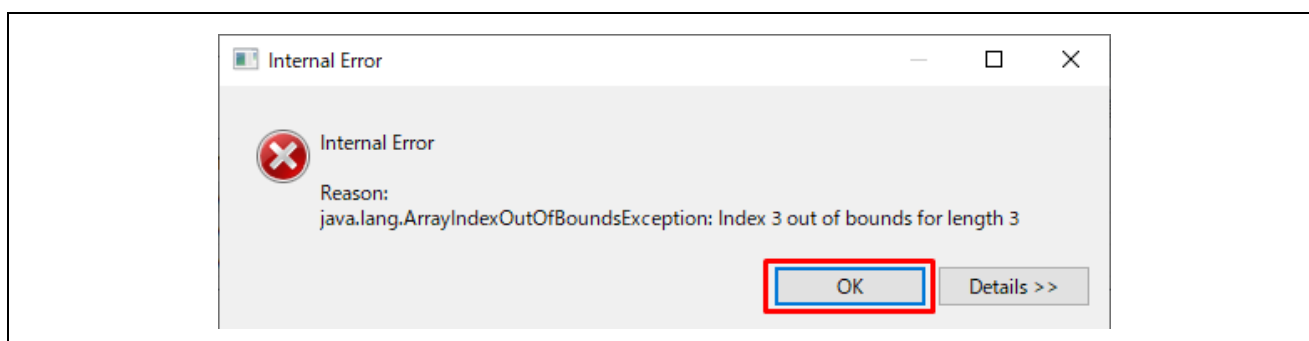 Internal Error
Internal Error
Reason:
java.lang.ArrayIndexOutOfBoundsException: Index 3 out of bounds for length 3
OK
Details >>